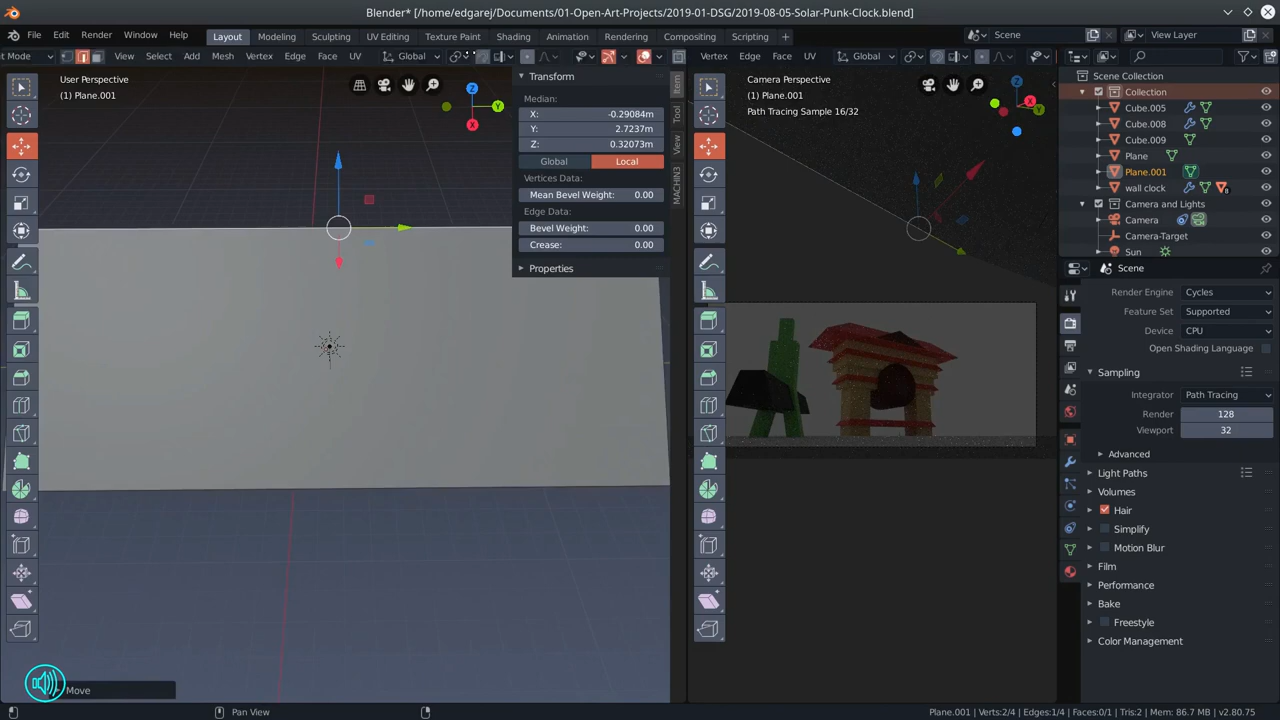 Blender* [/home/edgarej/Documents/01-Open-Art-Projects/2019-01-DSG/2019-08-05-Solar-Punk-Clock.blend]
File Edit Render Window Help
Layout Modeling Sculpting UV Editing Texture Paint Shading Animation Rendering Compositing Scripting +
Scene
View Layer
it Mode View Select Add Mesh Vertex Edge Face UV Global
Vertex Edge Face UV Global
User Perspective
(1) Plane.001
Transform
Median:
X: -0.29084m
Y: 2.7237m
Z: 0.32073m
Global Local
Vertices Data:
Mean Bevel Weight: 0.00
Edge Data:
Bevel Weight: 0.00
Crease: 0.00
Properties
Item
Tool
View
MACHIN3
Z
Y
X
Camera Perspective
(1) Plane.001
Path Tracing Sample 16/32
Z
X
Y
Scene Collection
Collection
Cube.005
Cube.008
Cube.009
Plane
Plane.001
wall clock 8
Camera and Lights
Camera
Camera-Target
Sun
Scene
Render Engine Cycles
Feature Set Supported
Device CPU
Open Shading Language
Sampling
Integrator Path Tracing
Render 128
Viewport 32
Advanced
Light Paths
Volumes
Hair
Simplify
Motion Blur
Film
Performance
Bake
Freestyle
Color Management
Move
Pan View
Plane.001 | Verts:2/4 | Edges:1/4 | Faces:0/1 | Tris:2 | Mem: 86.7 MB | v2.80.75